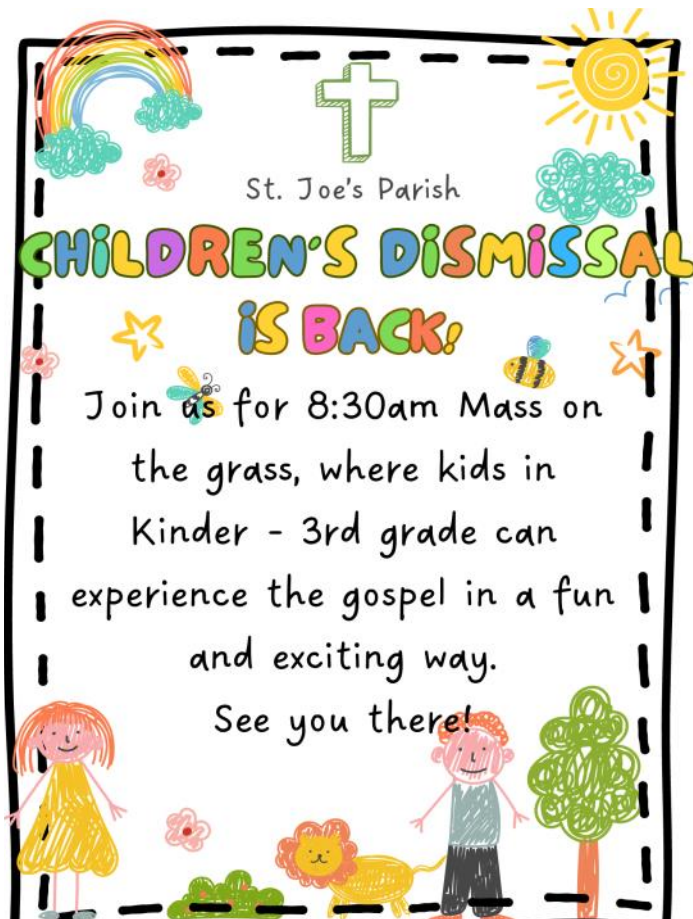 St. Joe's Parish
CHiLDREN'S DiSMiSSAL
iS BACK!
Join us for 8:30am Mass on
the grass, where kids in
Kinder - 3rd grade can
experience the gospel in a fun
and exciting way.
See you there!